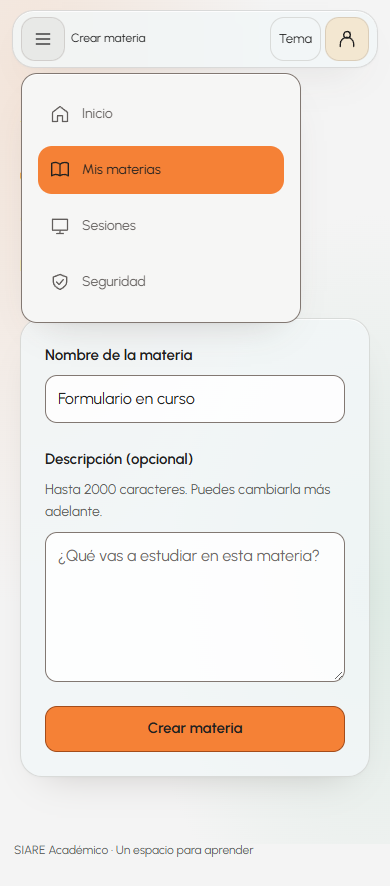 Crear materia
Tema
Inicio
Mis materias
Sesiones
Seguridad
Nombre de la materia
Formulario en curso
Descripción (opcional)
Hasta 2000 caracteres. Puedes cambiarla más
adelante.
¿Qué vas a estudiar en esta materia?
Crear materia
SIARE Académico · Un espacio para aprender